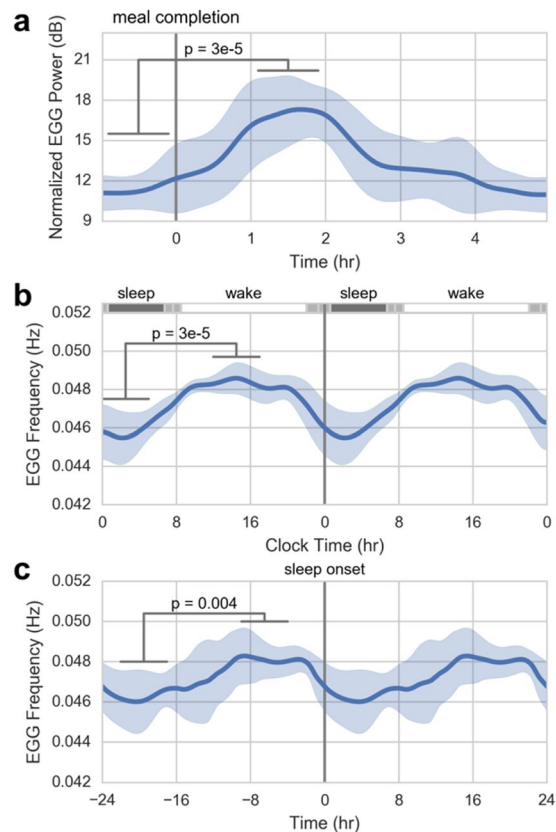 a
meal completion
Normalized EGG Power (dB)
21
18
15
12
9
p = 3e-5
0
1
2
3
4
Time (hr)
b
sleep
wake
sleep
wake
EGG Frequency (Hz)
0.052
0.050
0.048
0.046
0.044
0.042
p = 3e-5
0
8
16
0
8
16
0
Clock Time (hr)
c
sleep onset
EGG Frequency (Hz)
0.052
0.050
0.048
0.046
0.044
0.042
p = 0.004
−24
−16
−8
0
8
16
24
Time (hr)